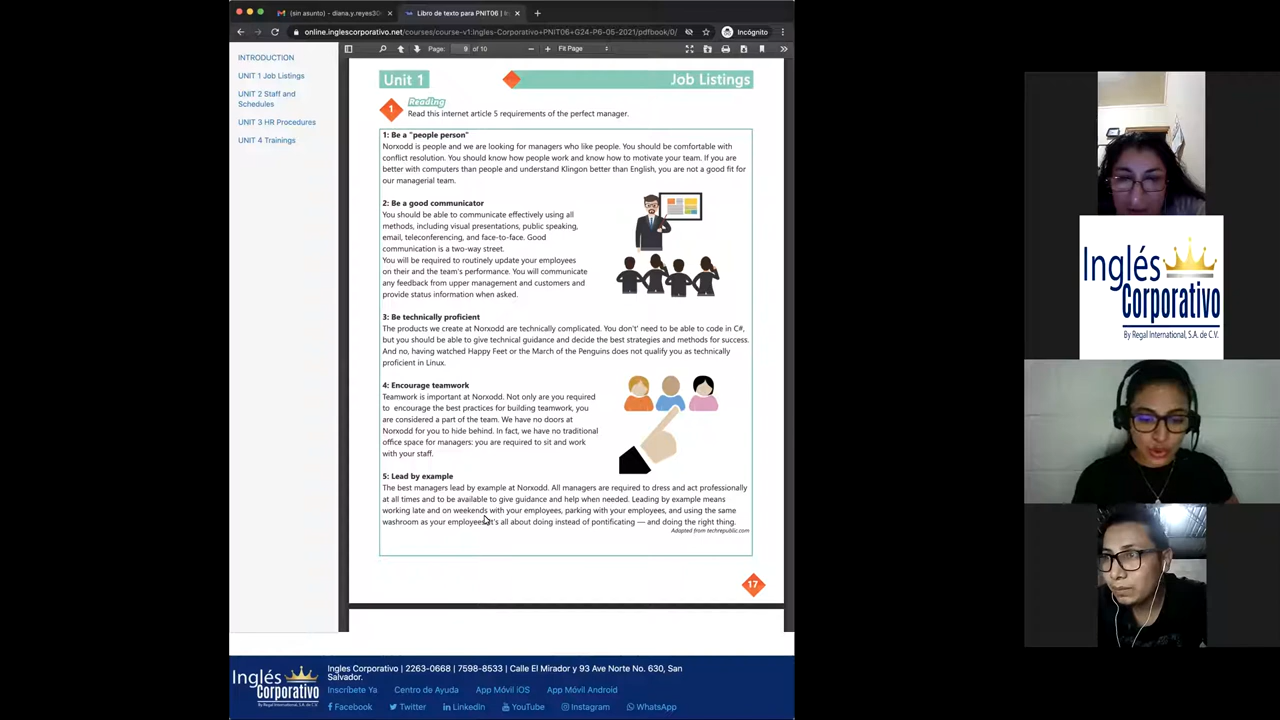 (sin asunto) - diana.y.reyes3
Libro de texto para PNIT06 | In
online.inglescorporativo.net/courses/course-v1:Ingles-Corporativo+PNIT06+G24-P6-05-2021/pdfbook/0/
Incógnito
Page: 9 of 10
Fit Page
INTRODUCTION
UNIT 1 Job Listings
UNIT 2 Staff and
Schedules
UNIT 3 HR Procedures
UNIT 4 Trainings
Unit 1
Job Listings
1
Reading
Read this internet article 5 requirements of the perfect manager.
1: Be a "people person"
Norxodd is people and we are looking for managers who like people. You should be comfortable with
conflict resolution. You should know how people work and know how to motivate your team. If you are
better with computers than people and understand Klingon better than English, you are not a good fit for
our managerial team.
2: Be a good communicator
You should be able to communicate effectively using all
methods, including visual presentations, public speaking,
email, teleconferencing, and face-to-face. Good
communication is a two-way street.
You will be required to routinely update your employees
on their and the team's performance. You will communicate
any feedback from upper management and customers and
provide status information when asked.
3: Be technically proficient
The products we create at Norxodd are technically complicated. You don't' need to be able to code in C#,
but you should be able to give technical guidance and decide the best strategies and methods for success.
And no, having watched Happy Feet or the March of the Penguins does not qualify you as technically
proficient in Linux.
4: Encourage teamwork
Teamwork is important at Norxodd. Not only are you required
to encourage the best practices for building teamwork, you
are considered a part of the team. We have no doors at
Norxodd for you to hide behind. In fact, we have no traditional
office space for managers: you are required to sit and work
with your staff.
5: Lead by example
The best managers lead by example at Norxodd. All managers are required to dress and act professionally
at all times and to be available to give guidance and help when needed. Leading by example means
working late and on weekends with your employees, parking with your employees, and using the same
washroom as your employees. It's all about doing instead of pontificating — and doing the right thing.
Adapted from techrepublic.com
17
Inglés
Corporativo
By Regal International, S.A. de C.V.
Inglés
Corporativo
By Regal International, S.A. de C.V.
Ingles Corporativo | 2263-0668 | 7598-8533 | Calle El Mirador y 93 Ave Norte No. 630, San
Salvador.
Inscríbete Ya
Centro de Ayuda
App Móvil iOS
App Móvil Android
Facebook
Twitter
LinkedIn
YouTube
Instagram
WhatsApp